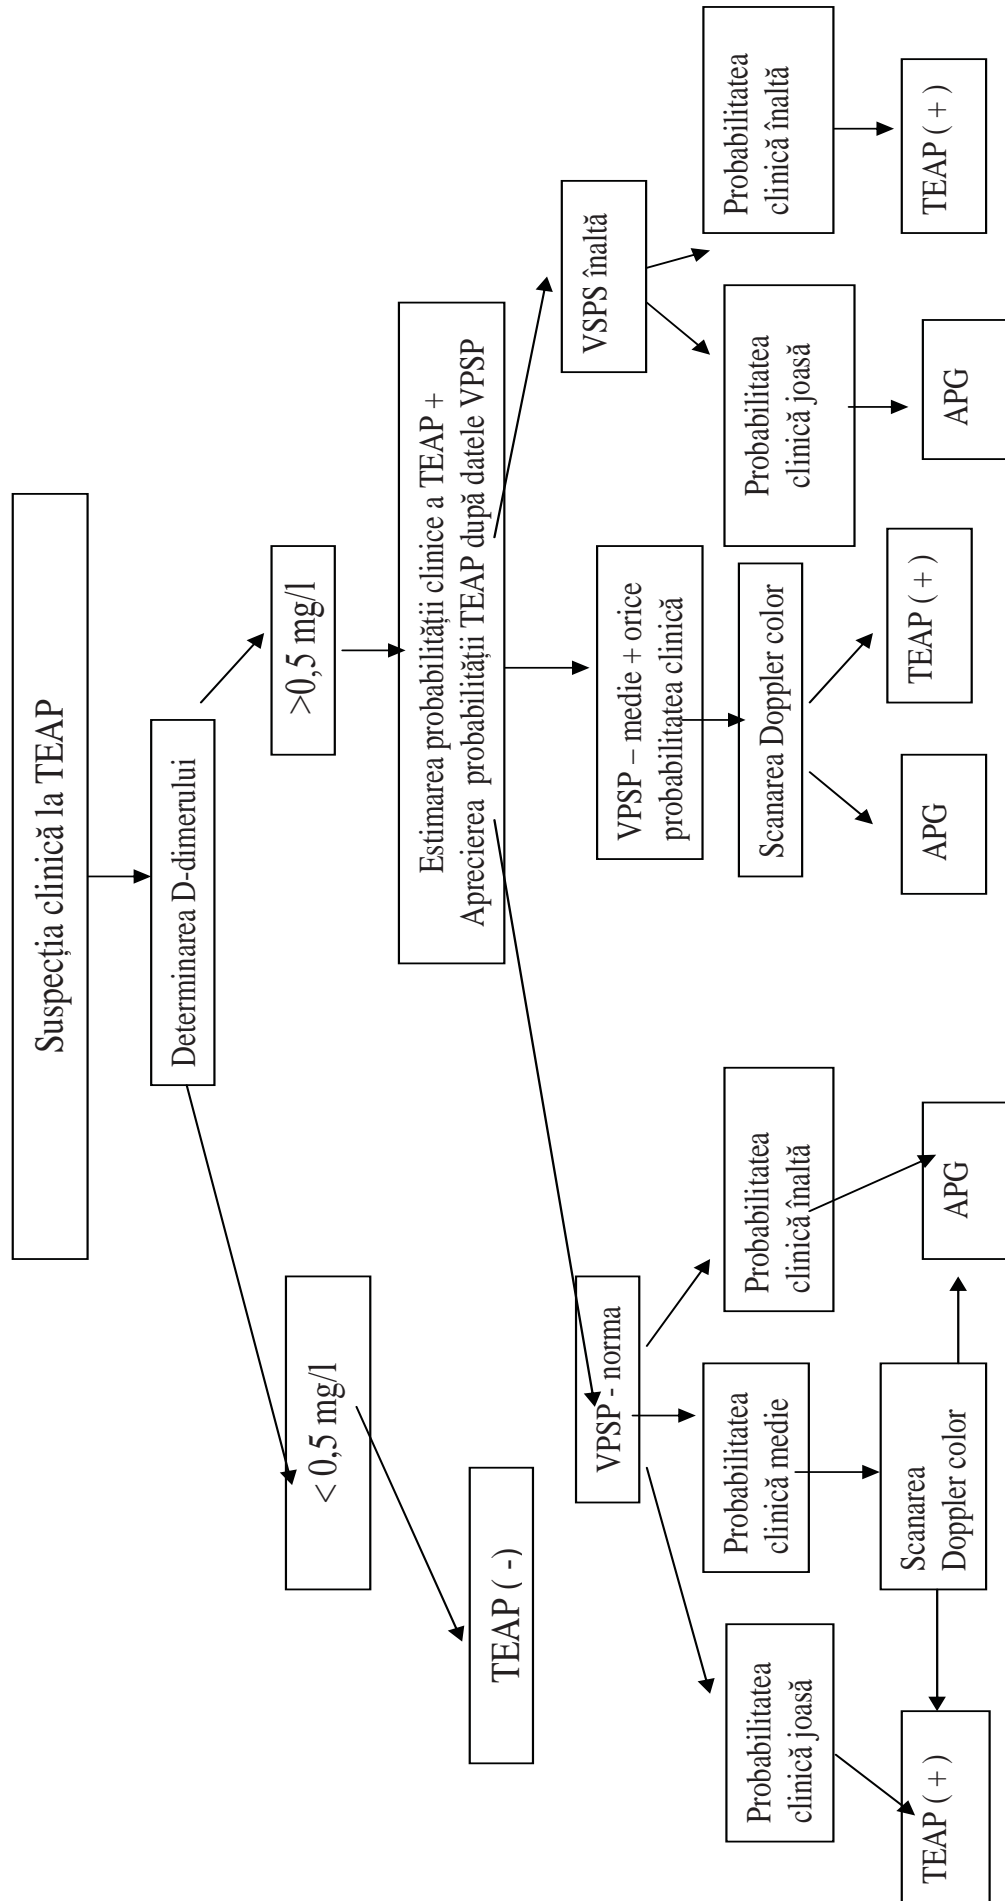 Suspecția clinică la TEAP
Determinarea D-dimerului
< 0,5 mg/l
>0,5 mg/l
TEAP ( -)
Estimarea probabilității clinice a TEAP +
Aprecierea probabilității TEAP după datele VPSP
VPSP - norma
VPSP – medie + orice
probabilitatea clinică
VSPS înaltă
Probabilitatea
clinică joasă
Probabilitatea
clinică medie
Probabilitatea
clinică înaltă
Scanarea Doppler color
Probabilitatea
clinică joasă
Probabilitatea
clinică înaltă
TEAP ( + )
Scanarea
Doppler color
APG
APG
TEAP ( + )
APG
TEAP ( + )